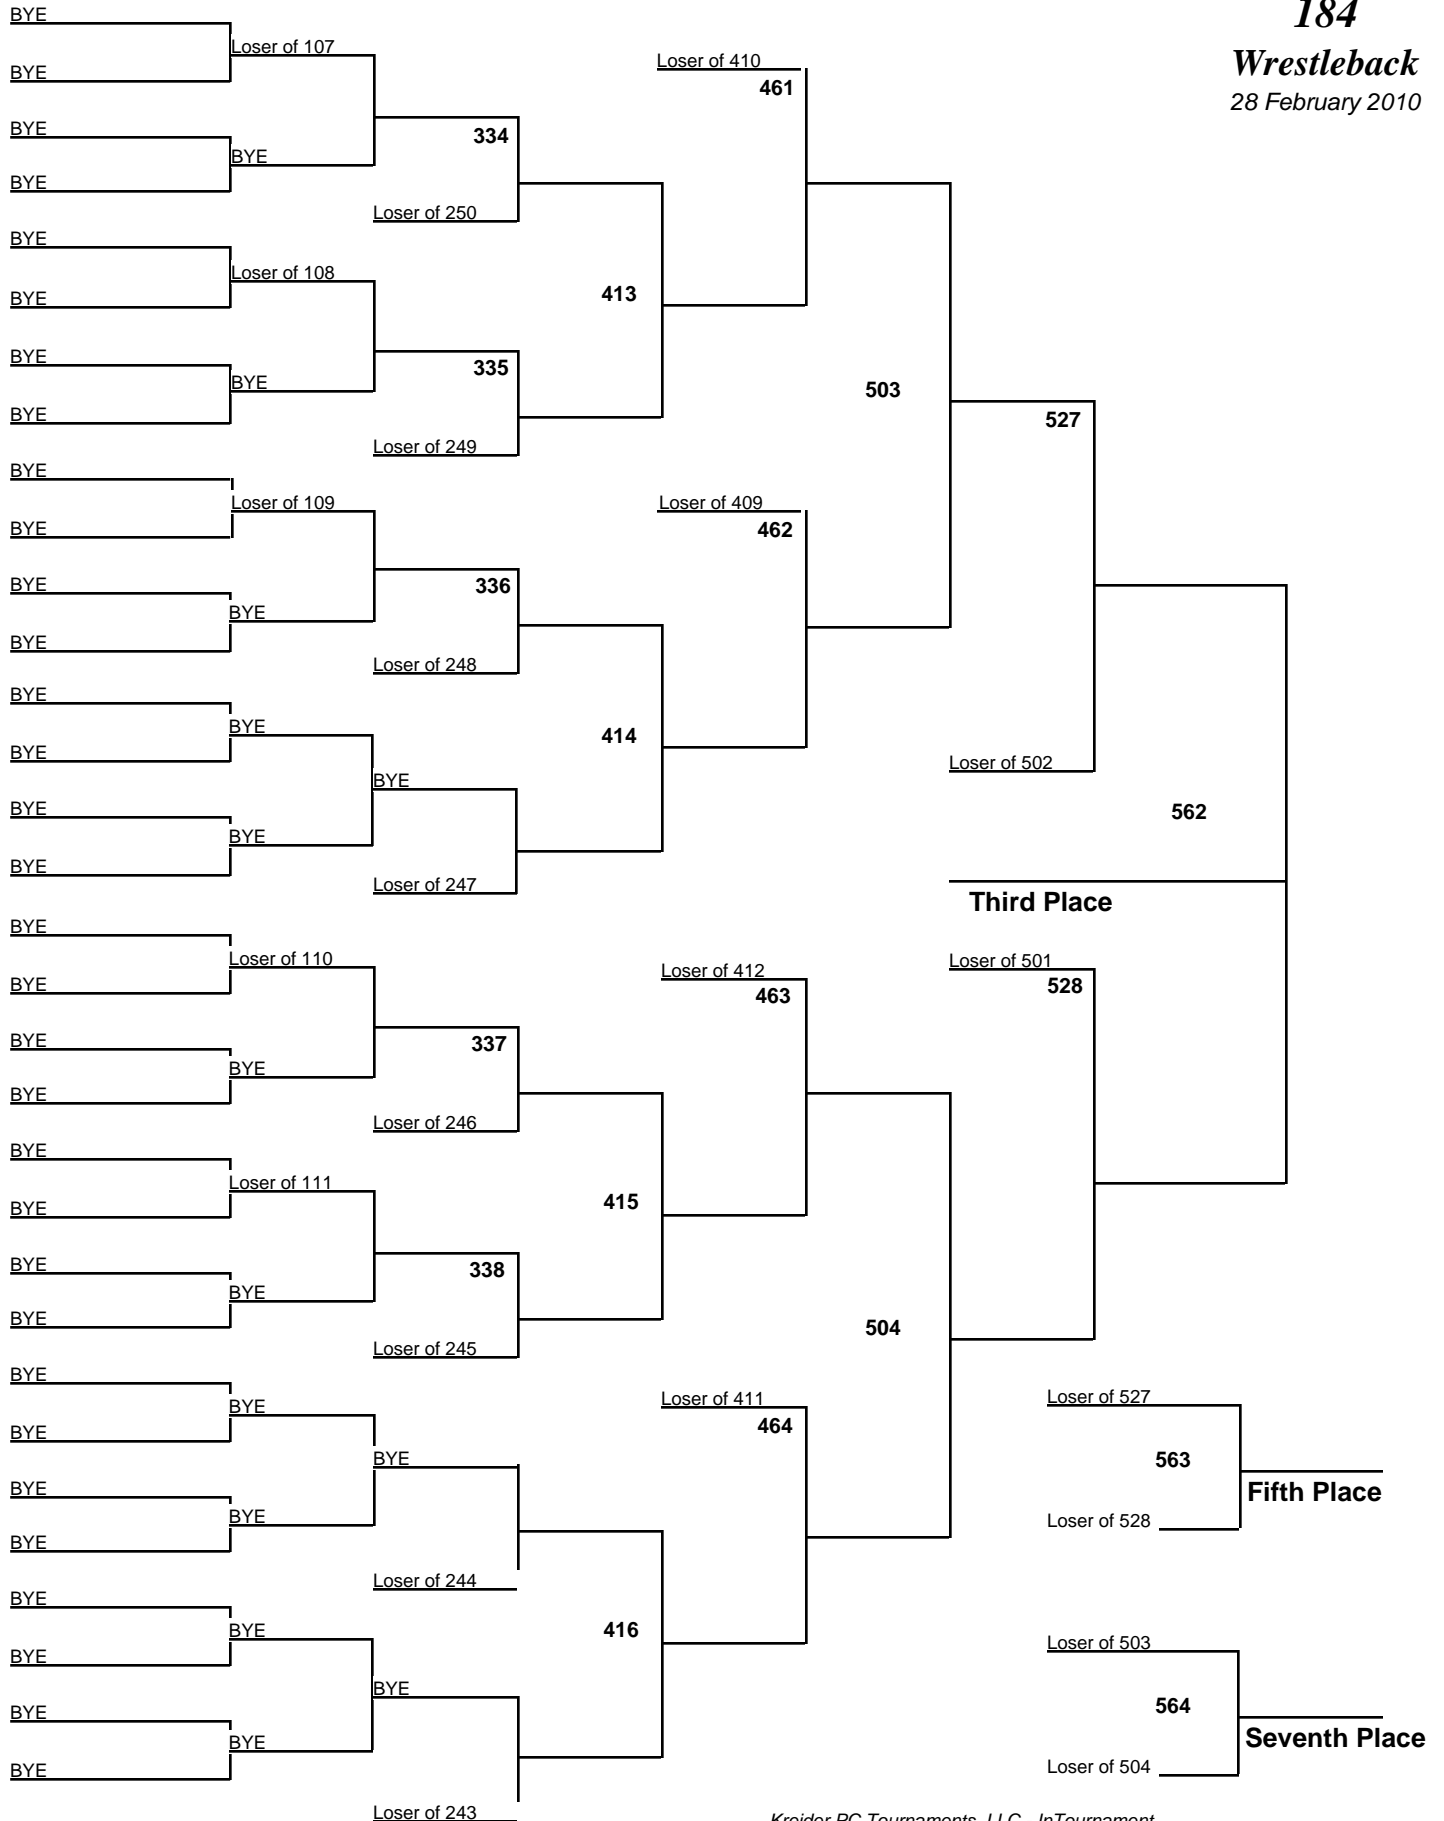 184
Wrestleback
28 February 2010
BYE
Loser of 107
BYE
Loser of 410
461
BYE
334
BYE
BYE
Loser of 250
BYE
Loser of 108
BYE
413
BYE
335
BYE
BYE
503
527
Loser of 249
BYE
Loser of 109
BYE
Loser of 409
462
BYE
336
BYE
BYE
Loser of 248
BYE
BYE
BYE
414
Loser of 502
BYE
BYE
BYE
562
BYE
Loser of 247
Third Place
BYE
Loser of 110
BYE
Loser of 412
463
Loser of 501
528
BYE
337
BYE
BYE
Loser of 246
BYE
Loser of 111
BYE
415
BYE
338
BYE
BYE
504
Loser of 245
BYE
BYE
BYE
Loser of 411
464
Loser of 527
BYE
BYE
563
BYE
BYE
Fifth Place
Loser of 528
Loser of 244
BYE
BYE
BYE
416
Loser of 503
BYE
BYE
564
BYE
BYE
Seventh Place
Loser of 504
Loser of 243
Kreider PC Tournaments, LLC - InTournament